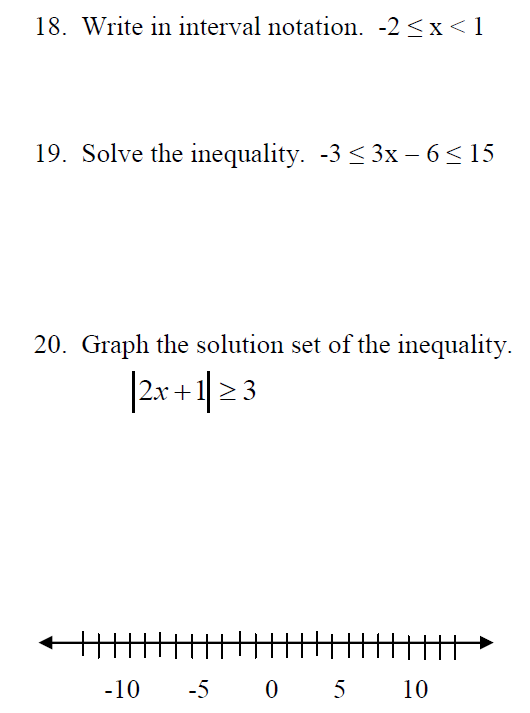 18. Write in interval notation. -2 ≤ x < 1
19. Solve the inequality. -3 ≤ 3x – 6 ≤ 15
20. Graph the solution set of the inequality.
|2x + 1| ≥ 3
-10 -5 0 5 10